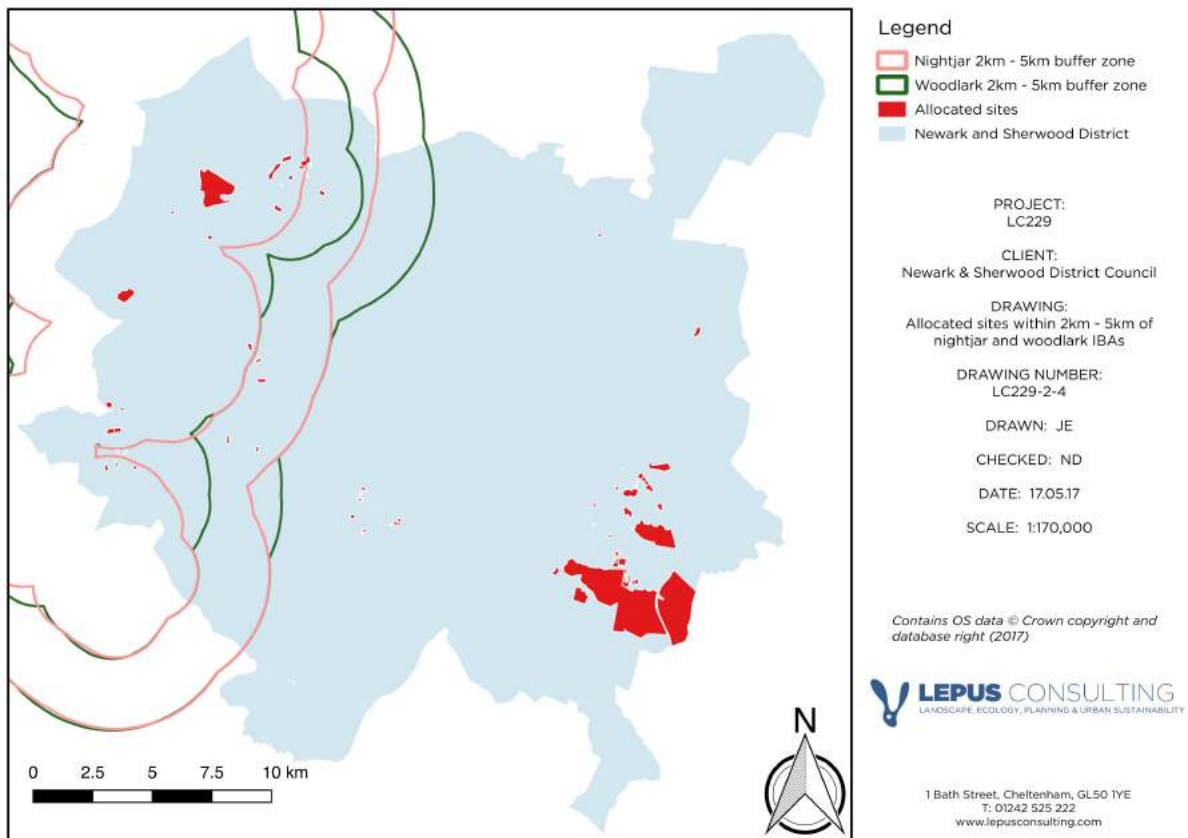 Legend
Nightjar 2km - 5km buffer zone
Woodlark 2km - 5km buffer zone
Allocated sites
Newark and Sherwood District
PROJECT:
LC229
CLIENT:
Newark & Sherwood District Council
DRAWING:
Allocated sites within 2km - 5km of
nightjar and woodlark IBAs
DRAWING NUMBER:
LC229-2-4
DRAWN: JE
CHECKED: ND
DATE: 17.05.17
SCALE: 1:170,000
Contains OS data © Crown copyright and
database right (2017)
LEPUS CONSULTING
LANDSCAPE, ECOLOGY, PLANNING & URBAN SUSTAINABILITY
1 Bath Street, Cheltenham, GL50 1YE
T: 01242 525 222
www.lepusconsulting.com
N
0 2.5 5 7.5 10 km